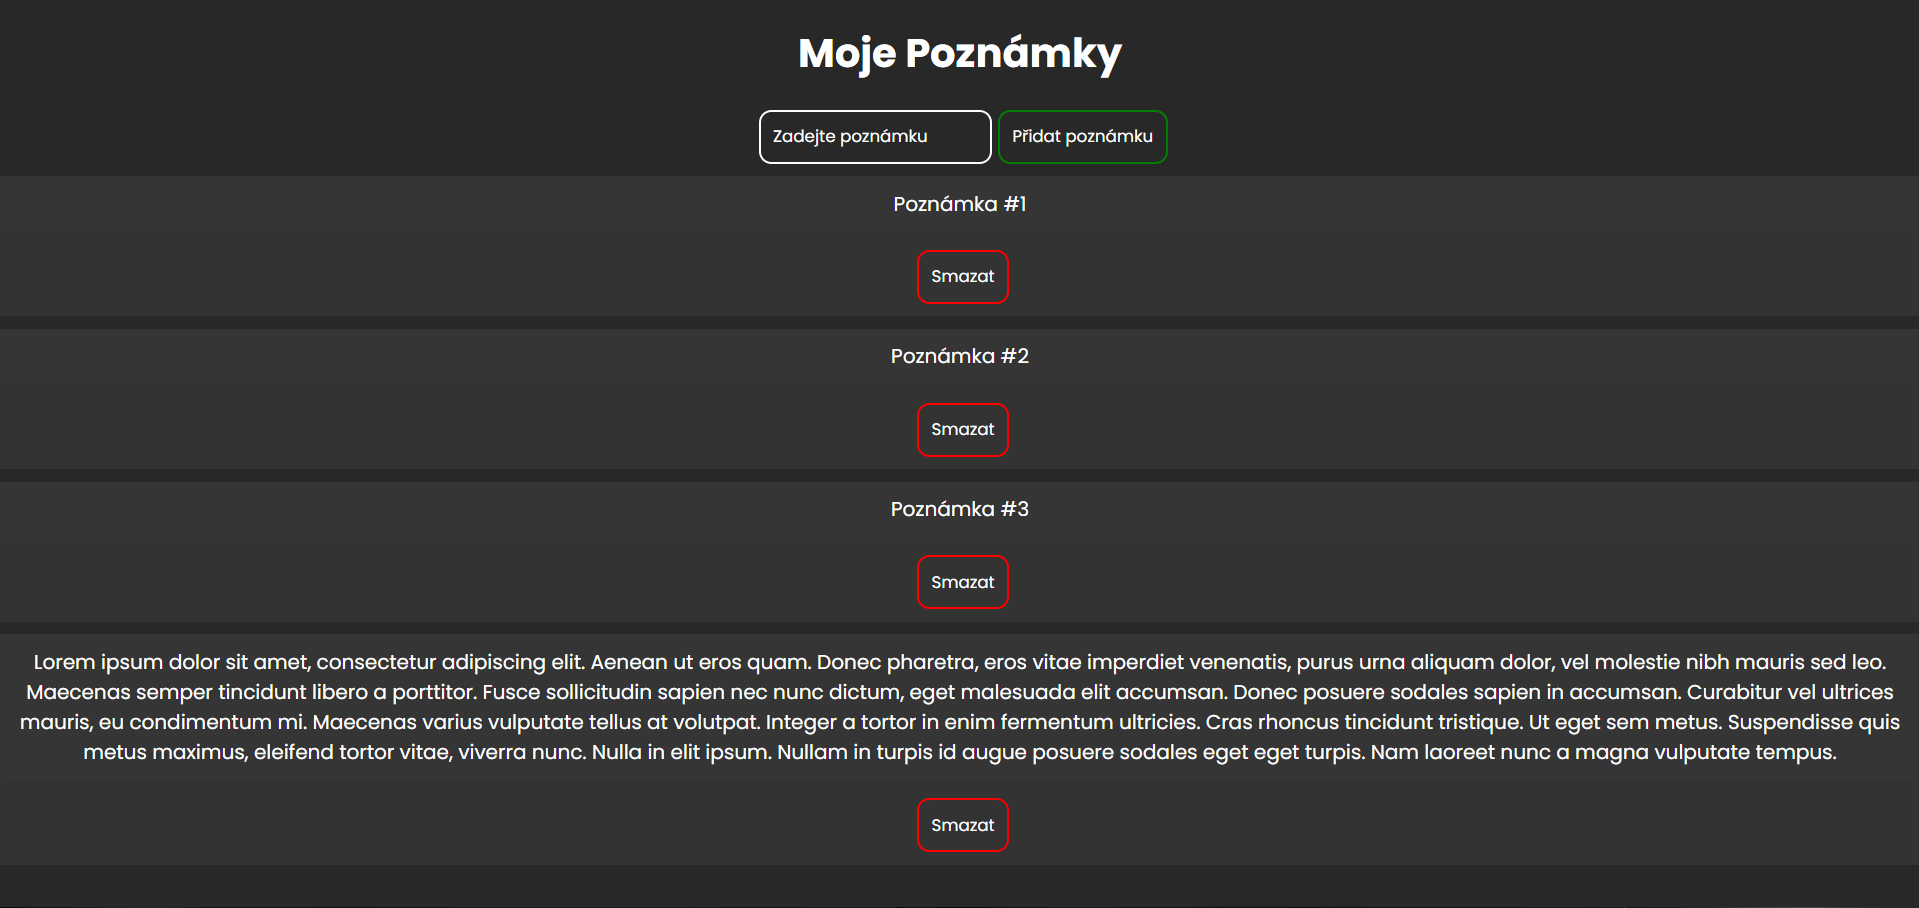 Moje Poznámky
Zadejte poznámku Přidat poznámku
Poznámka #1
Smazat
Poznámka #2
Smazat
Poznámka #3
Smazat
Lorem ipsum dolor sit amet, consectetur adipiscing elit. Aenean ut eros quam. Donec pharetra, eros vitae imperdiet venenatis, purus urna aliquam dolor, vel molestie nibh mauris sed leo.
Maecenas semper tincidunt libero a porttitor. Fusce sollicitudin sapien nec nunc dictum, eget malesuada elit accumsan. Donec posuere sodales sapien in accumsan. Curabitur vel ultrices
mauris, eu condimentum mi. Maecenas varius vulputate tellus at volutpat. Integer a tortor in enim fermentum ultricies. Cras rhoncus tincidunt tristique. Ut eget sem metus. Suspendisse quis
metus maximus, eleifend tortor vitae, viverra nunc. Nulla in elit ipsum. Nullam in turpis id augue posuere sodales eget eget turpis. Nam laoreet nunc a magna vulputate tempus.
Smazat